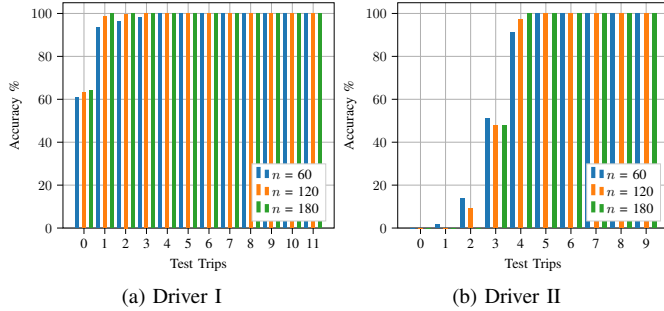 100
80
60
40
20
0
Accuracy %
n = 60
n = 120
n = 180
0 1 2 3 4 5 6 7 8 9 10 11
Test Trips
(a) Driver I
100
80
60
40
20
0
Accuracy %
n = 60
n = 120
n = 180
0 1 2 3 4 5 6 7 8 9
Test Trips
(b) Driver II